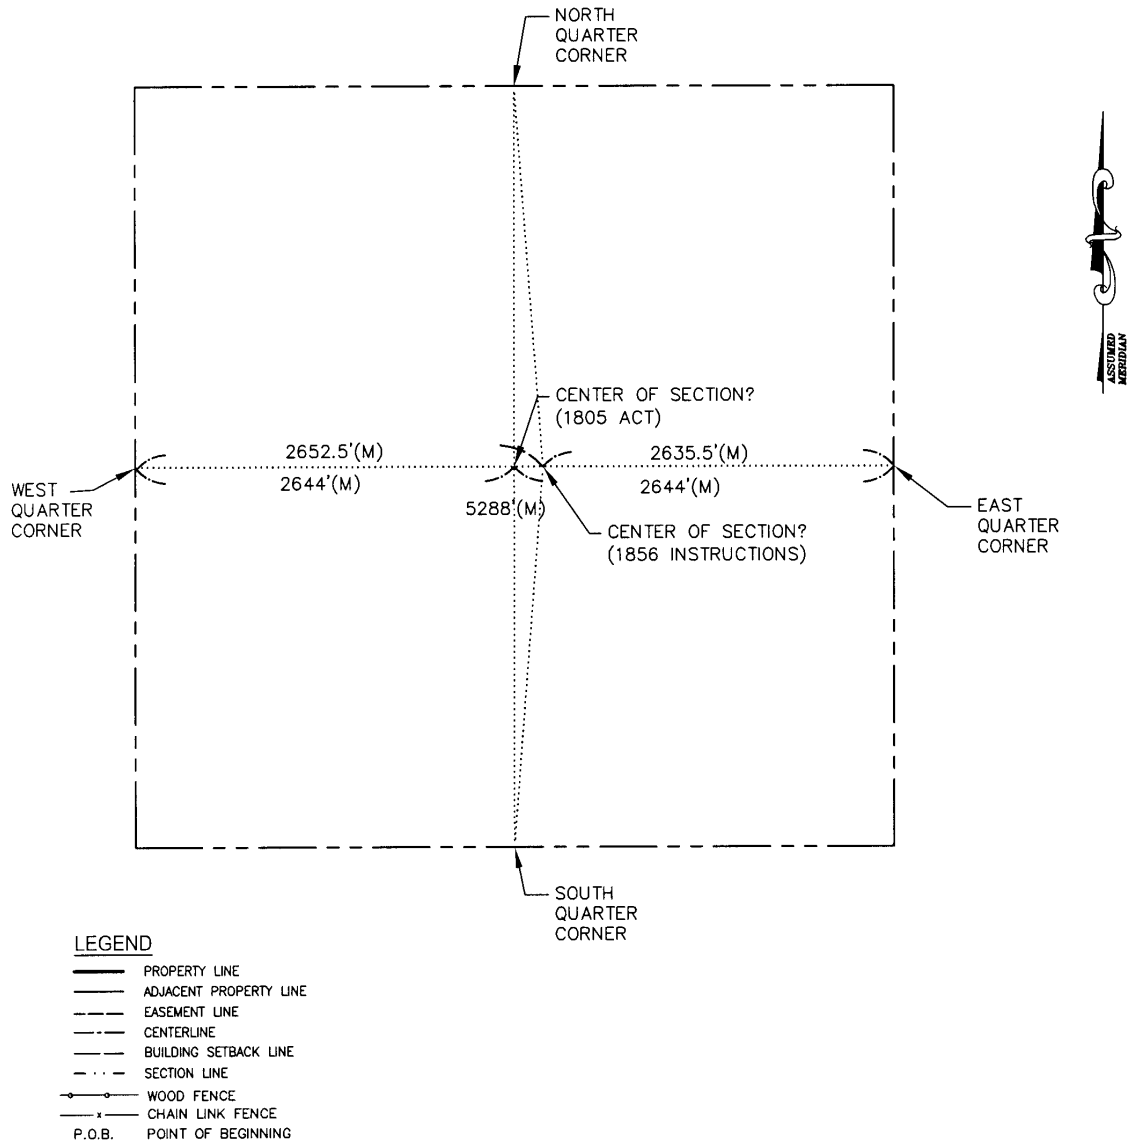 NORTH
QUARTER
CORNER
ASSUMED
MERIDIAN
CENTER OF SECTION?
(1805 ACT)
2652.5'(M)
2635.5'(M)
2644'(M)
2644'(M)
5288'(M)
WEST
QUARTER
CORNER
EAST
QUARTER
CORNER
CENTER OF SECTION?
(1856 INSTRUCTIONS)
SOUTH
QUARTER
CORNER
LEGEND
PROPERTY LINE
ADJACENT PROPERTY LINE
EASEMENT LINE
CENTERLINE
BUILDING SETBACK LINE
SECTION LINE
WOOD FENCE
x CHAIN LINK FENCE
P.O.B. POINT OF BEGINNING